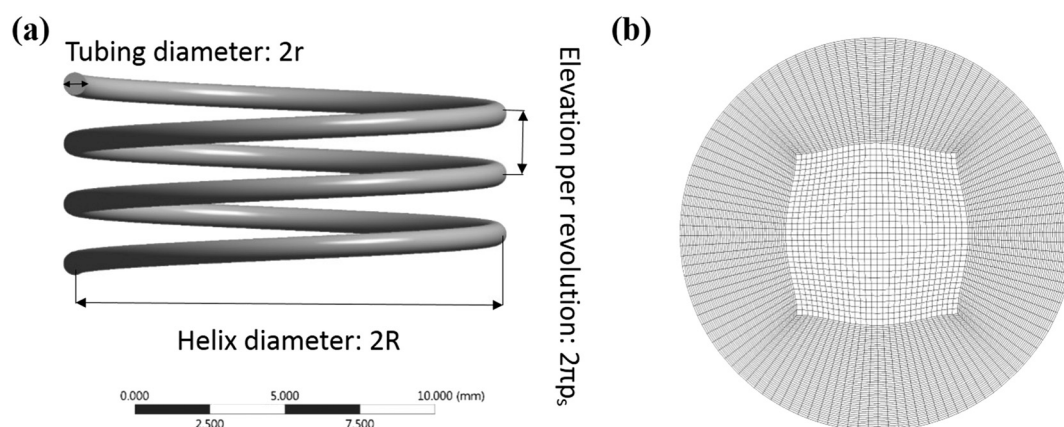 (a)
Tubing diameter: 2r
Elevation per revolution: 2πpₛ
Helix diameter: 2R
0.000 5.000 10.000 (mm)
2.500 7.500
(b)